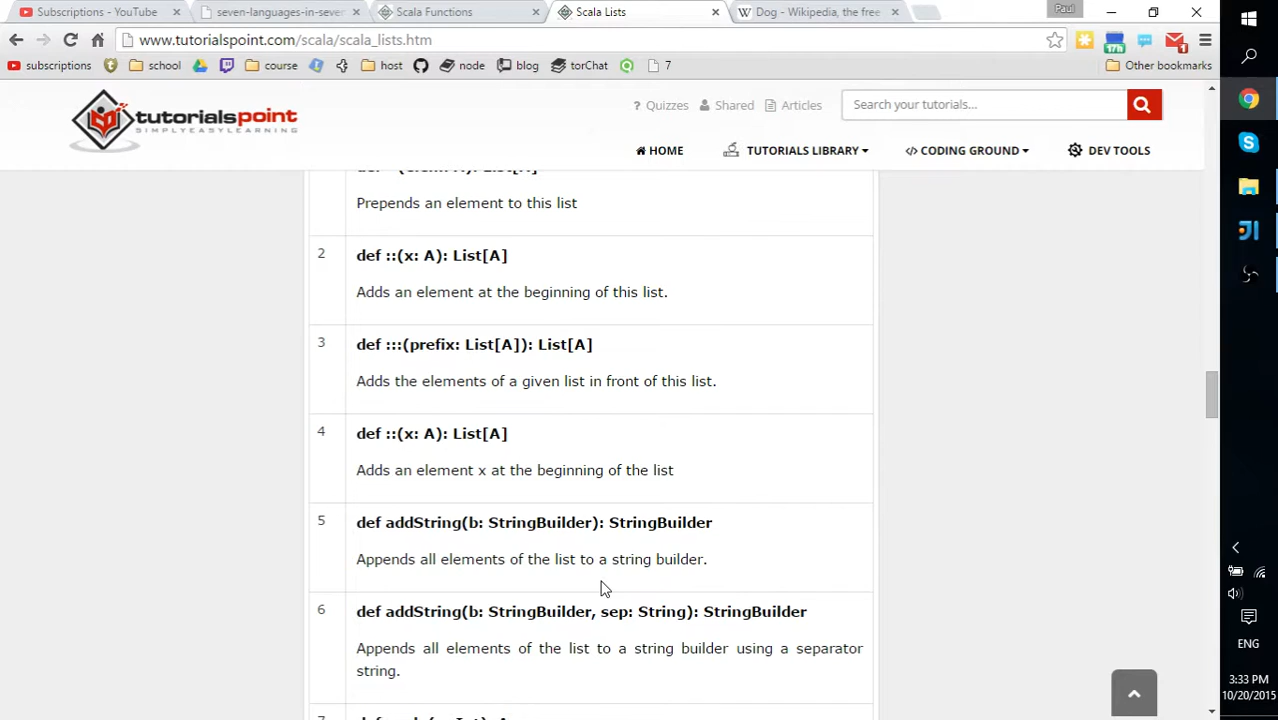 Subscriptions - YouTube
seven-languages-in-seve
Scala Functions
Scala Lists
Dog - Wikipedia, the free
Paul
www.tutorialspoint.com/scala/scala_lists.htm
17h
1
subscriptions
school
course
host
node
blog
torChat
7
Other bookmarks
tutorialspoint
SIMPLYEASYLEARNING
? Quizzes
Shared
Articles
Search your tutorials...
HOME
TUTORIALS LIBRARY
CODING GROUND
DEV TOOLS
Prepends an element to this list
2
def ::(x: A): List[A]
Adds an element at the beginning of this list.
3
def :::(prefix: List[A]): List[A]
Adds the elements of a given list in front of this list.
4
def ::(x: A): List[A]
Adds an element x at the beginning of the list
5
def addString(b: StringBuilder): StringBuilder
Appends all elements of the list to a string builder.
6
def addString(b: StringBuilder, sep: String): StringBuilder
Appends all elements of the list to a string builder using a separator
string.
ENG
3:33 PM
10/20/2015